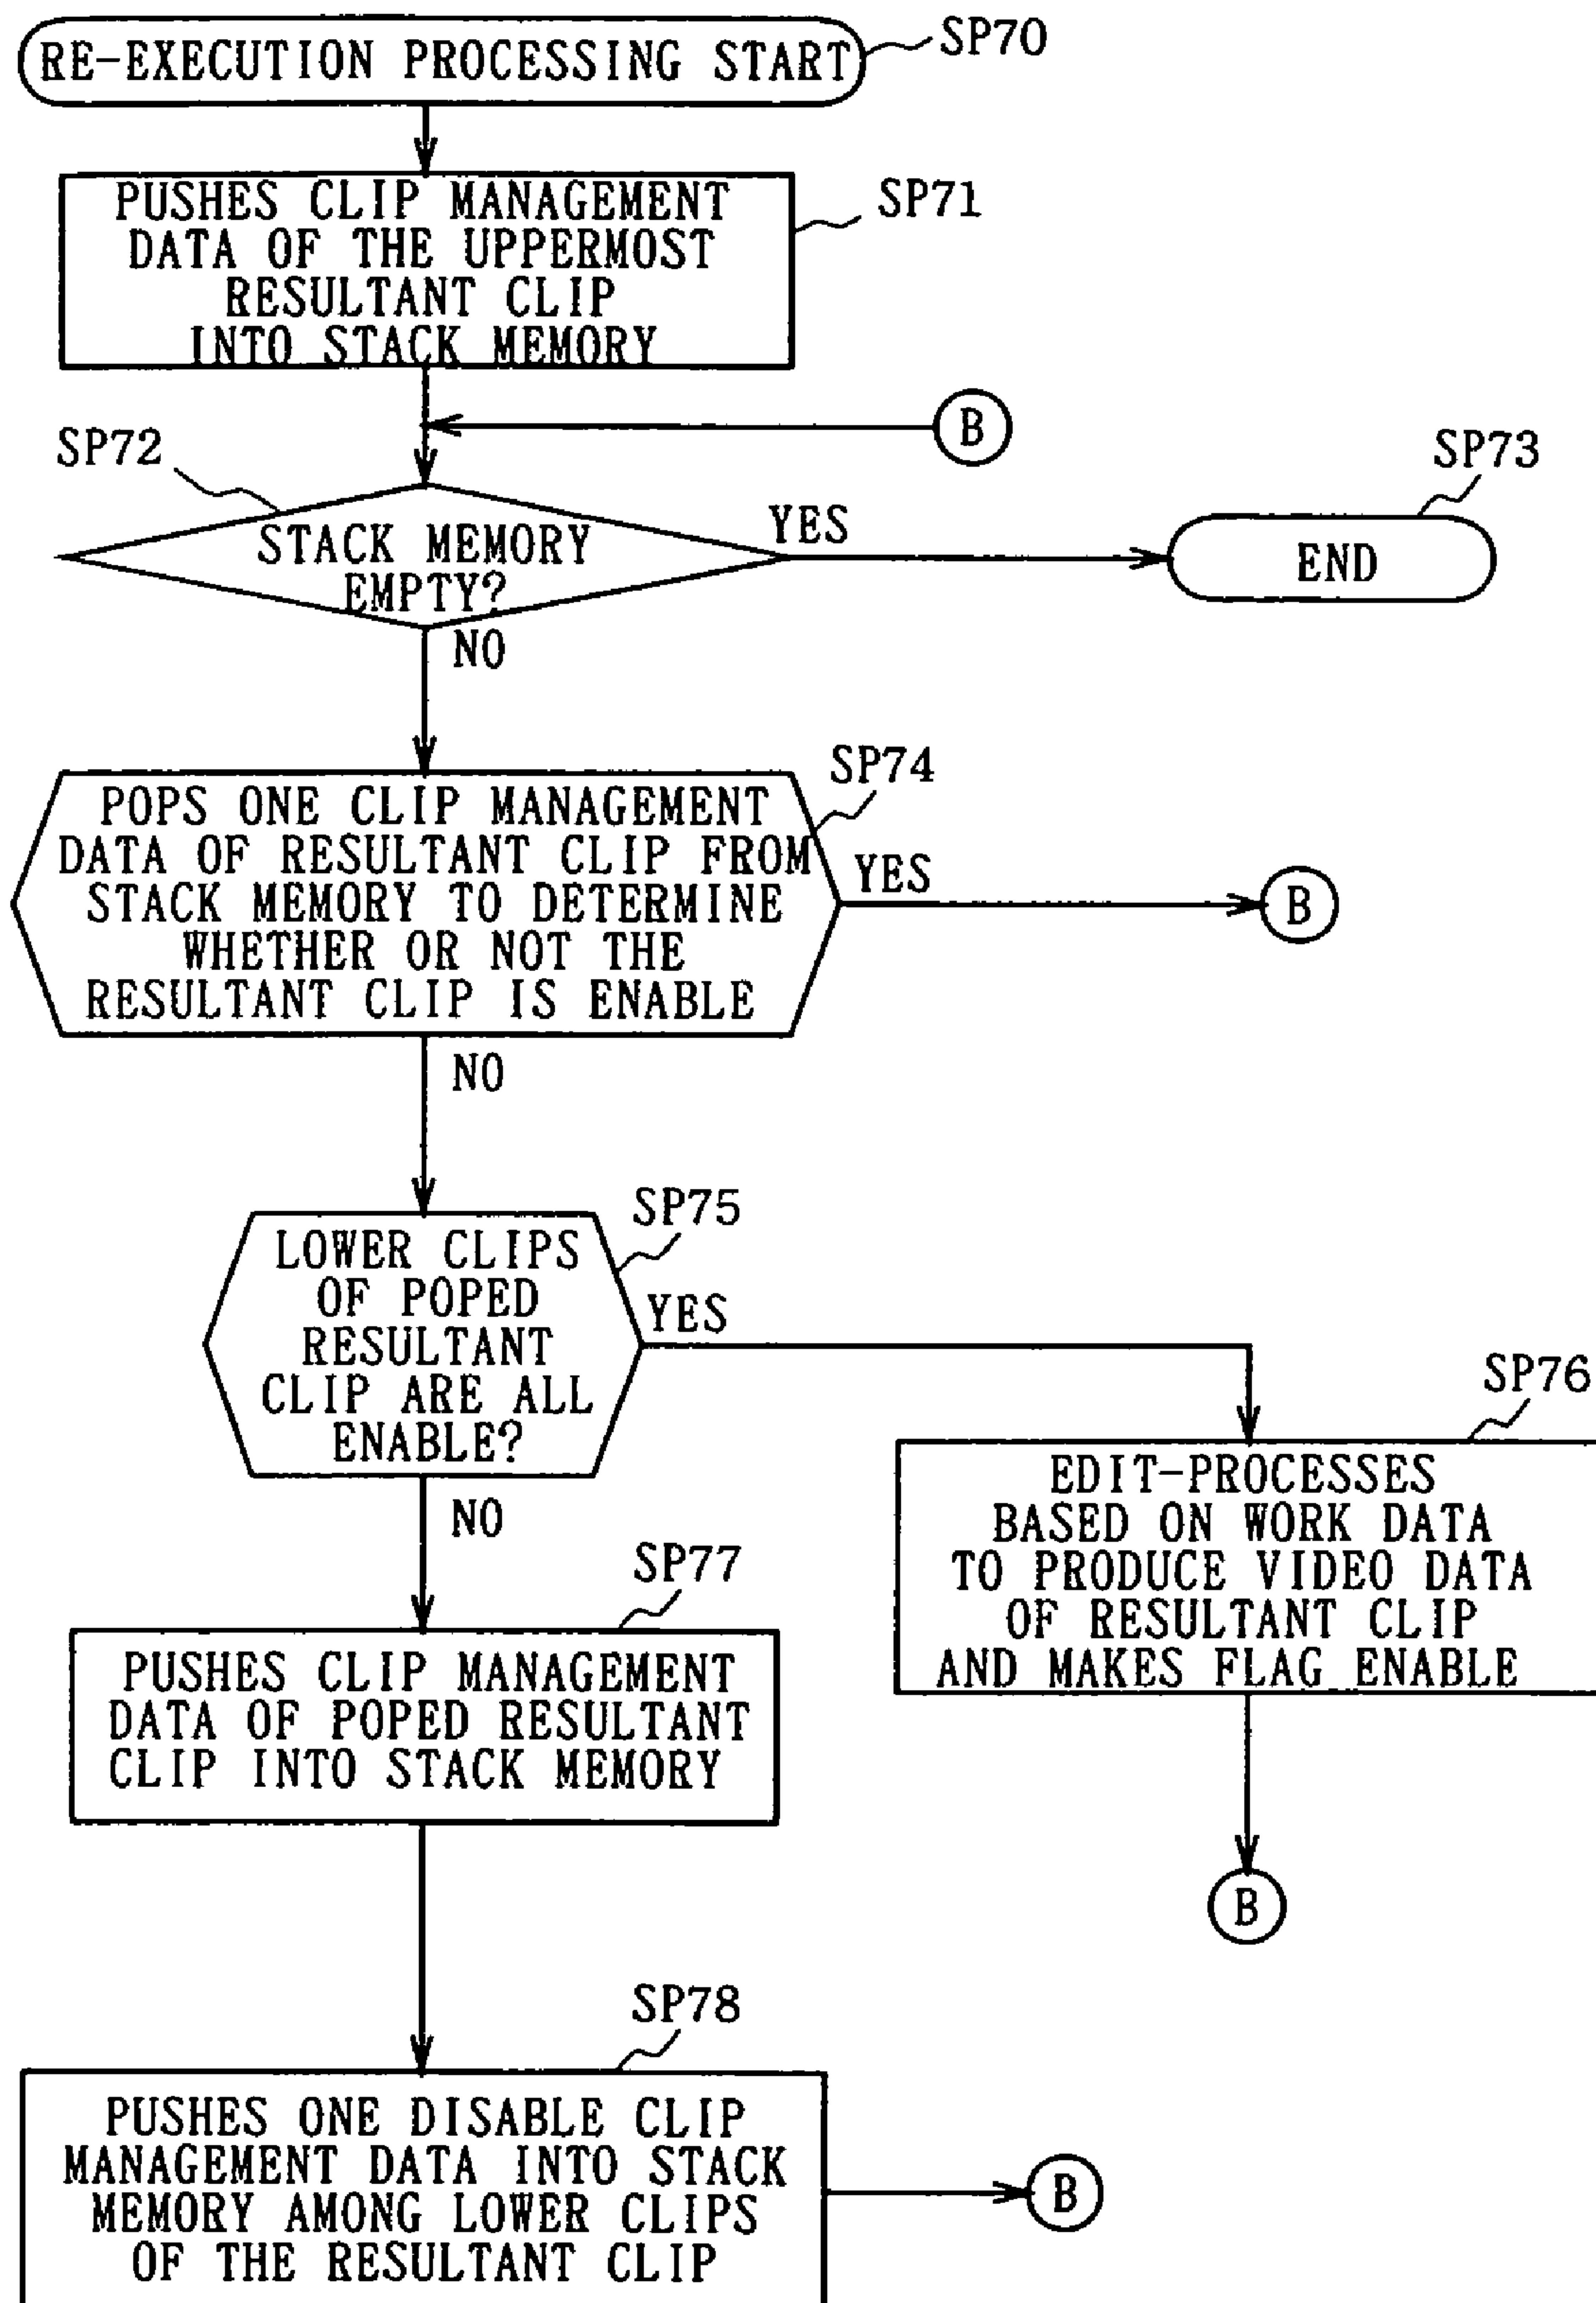 RE-EXECUTION PROCESSING START
SP70
PUSHES CLIP MANAGEMENT
DATA OF THE UPPERMOST
RESULTANT CLIP
INTO STACK MEMORY
SP71
B
SP72
STACK MEMORY
EMPTY?
YES
SP73
END
NO
SP74
POPS ONE CLIP MANAGEMENT
DATA OF RESULTANT CLIP FROM
STACK MEMORY TO DETERMINE
WHETHER OR NOT THE
RESULTANT CLIP IS ENABLE
YES
B
NO
SP75
LOWER CLIPS
OF POPED
RESULTANT
CLIP ARE ALL
ENABLE?
YES
SP76
EDIT-PROCESSES
BASED ON WORK DATA
TO PRODUCE VIDEO DATA
OF RESULTANT CLIP
AND MAKES FLAG ENABLE
B
NO
SP77
PUSHES CLIP MANAGEMENT
DATA OF POPED RESULTANT
CLIP INTO STACK MEMORY
SP78
PUSHES ONE DISABLE CLIP
MANAGEMENT DATA INTO STACK
MEMORY AMONG LOWER CLIPS
OF THE RESULTANT CLIP
B